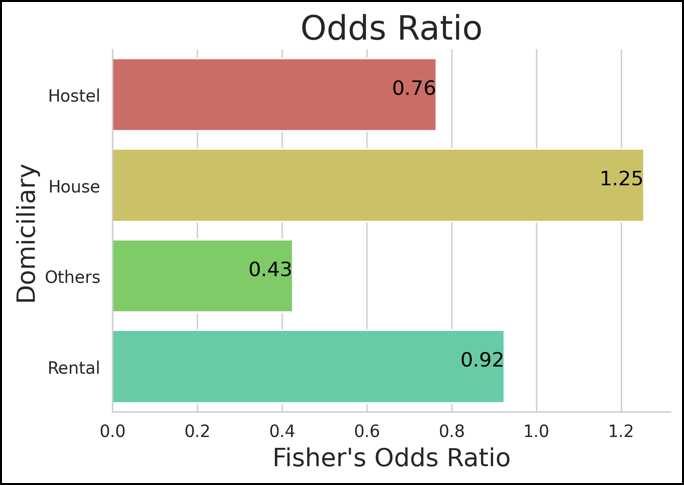 Odds Ratio
Domiciliary
Hostel
0.76
House
1.25
Others
0.43
Rental
0.92
0.0 0.2 0.4 0.6 0.8 1.0 1.2
Fisher's Odds Ratio